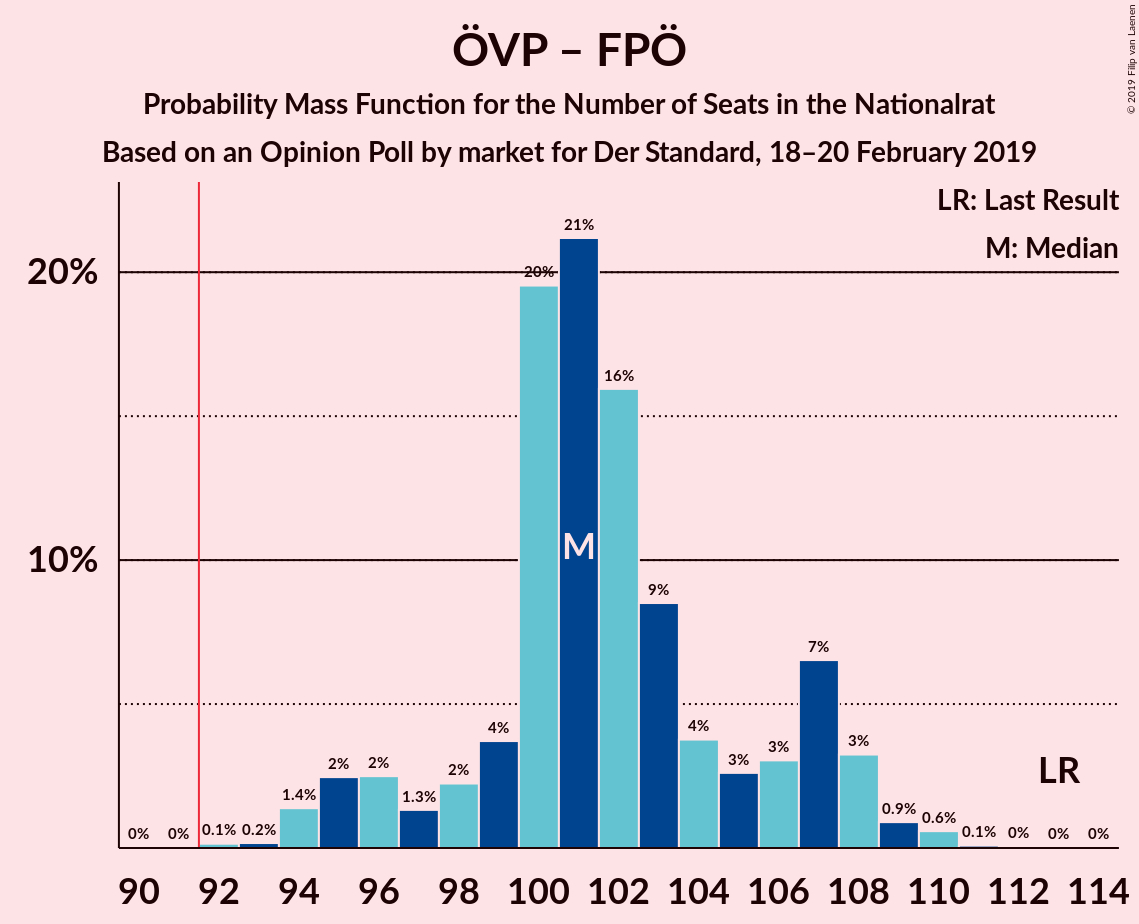 ÖVP – FPÖ
Probability Mass Function for the Number of Seats in the Nationalrat
Based on an Opinion Poll by market for Der Standard, 18–20 February 2019
© 2019 Filip van Laenen
LR: Last Result
M: Median
20%
10%
0% 0% 0.1% 0.2% 1.4% 2% 2% 1.3% 2% 4% 20% 21% 16% 9% 4% 3% 3% 7% 3% 0.9% 0.6% 0.1% 0% 0% 0%
M
LR
90 92 94 96 98 100 102 104 106 108 110 112 114